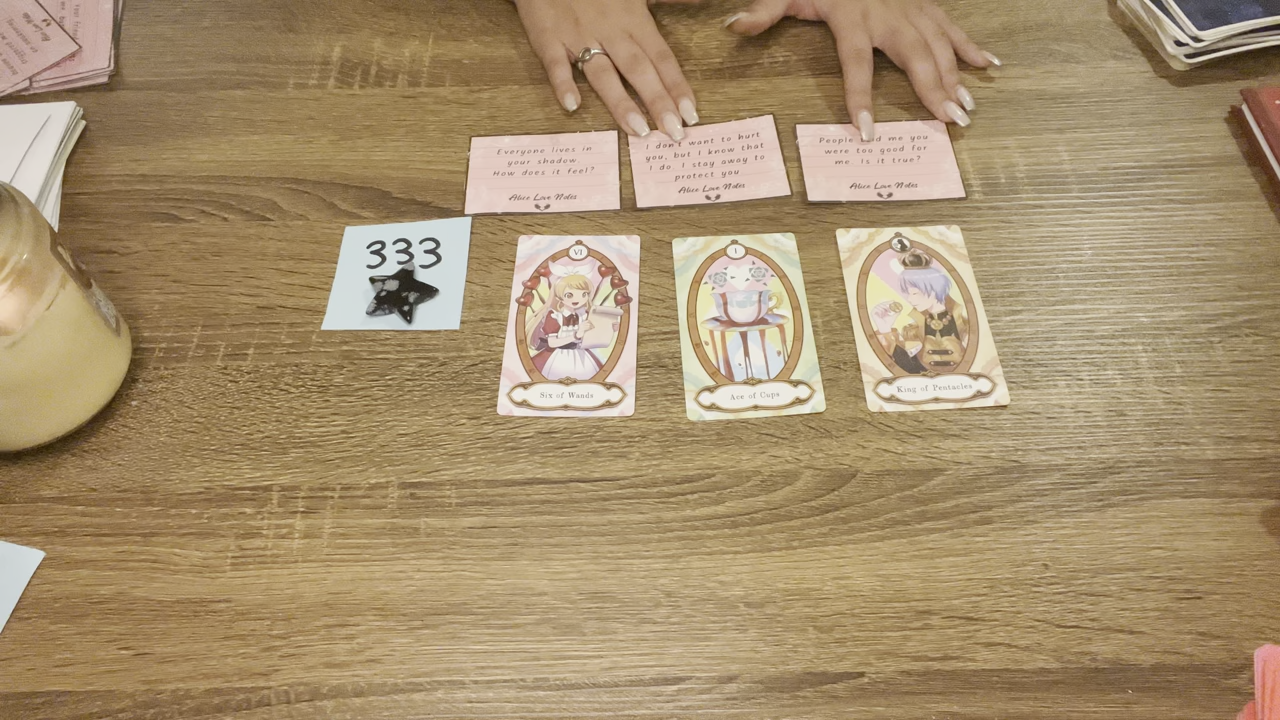 Everyone lives in
your shadow.
How does it feel?
Alice Love Notes
I don't want to hurt
you, but I know that
I do. I stay away to
protect you
Alice Love Notes
People me you
were too good for
me. Is it true?
Alice Love Notes
333
VI
Six of Wands
I
Ace of Cups
King of Pentacles